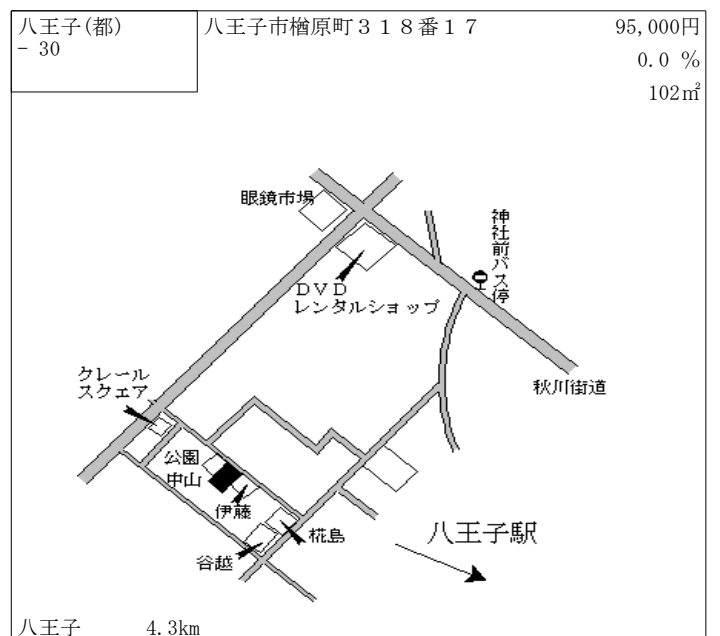 八王子(都)
- 30
八王子市楢原町３１８番１７
95,000円
0.0 %
102㎡
眼鏡市場
神社前バス停
ＤＶＤ
レンタルショップ
秋川街道
クレール
スクエア
公園
中山
伊藤
椛島
谷越
八王子駅
八王子 4.3km